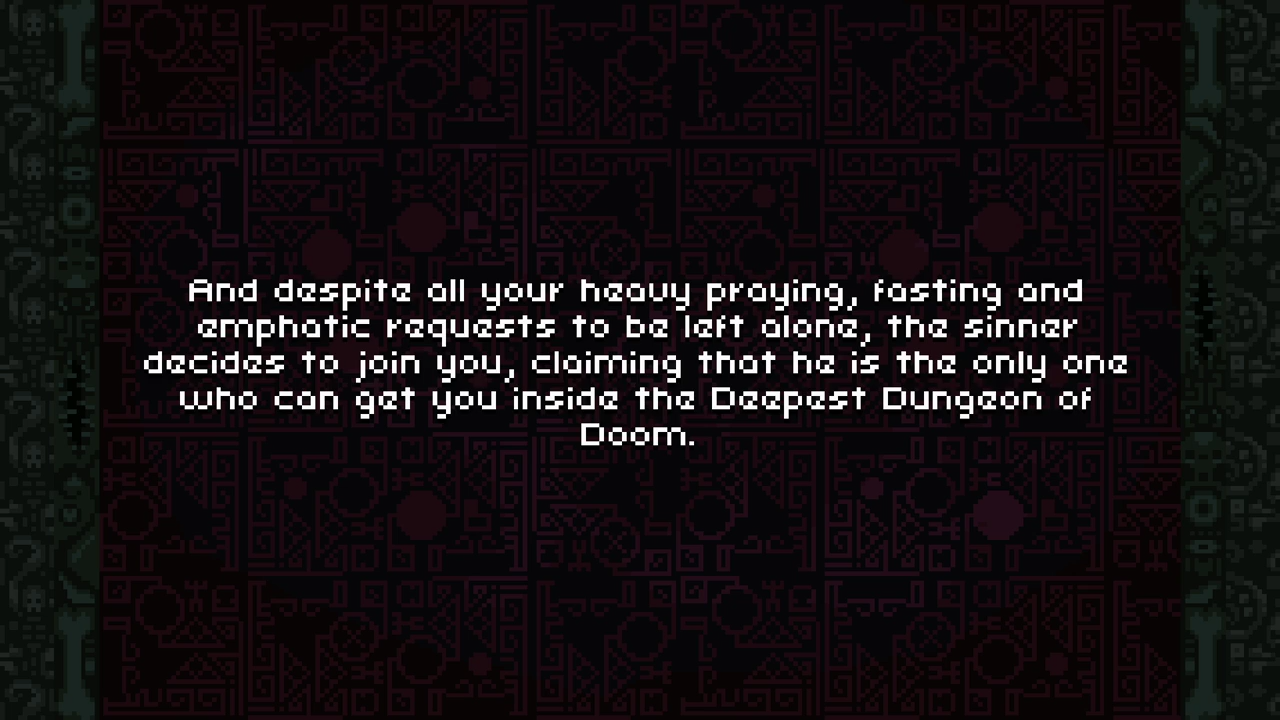 And despite all your heavy praying, fasting and
emphatic requests to be left alone, the sinner
decides to join you, claiming that he is the only one
who can get you inside the Deepest Dungeon of
Doom.